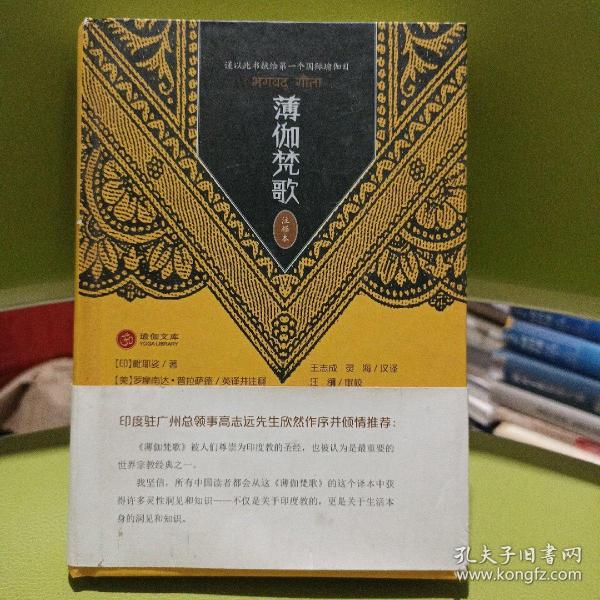 谨以此书献给第一个国际瑜伽日
भगवद् गीता
薄伽梵歌
注释本
瑜伽文库
YOGA LIBRARY
[印]毗耶娑/著
[美]罗摩南达·普拉萨德/英译并注释
王志成 灵海/汉译
汪瀰/审校
印度驻广州总领事高志远先生欣然作序并倾情推荐:
《薄伽梵歌》被人们尊崇为印度教的圣经,也被认为是最重要的
世界宗教经典之一。
我坚信,所有中国读者都会从这《薄伽梵歌》的这个译本中获
得许多灵性洞见和知识——不仅是关于印度教的,更是关于生活本
身的洞见和知识。
孔夫子旧书网
www.kongfz.com